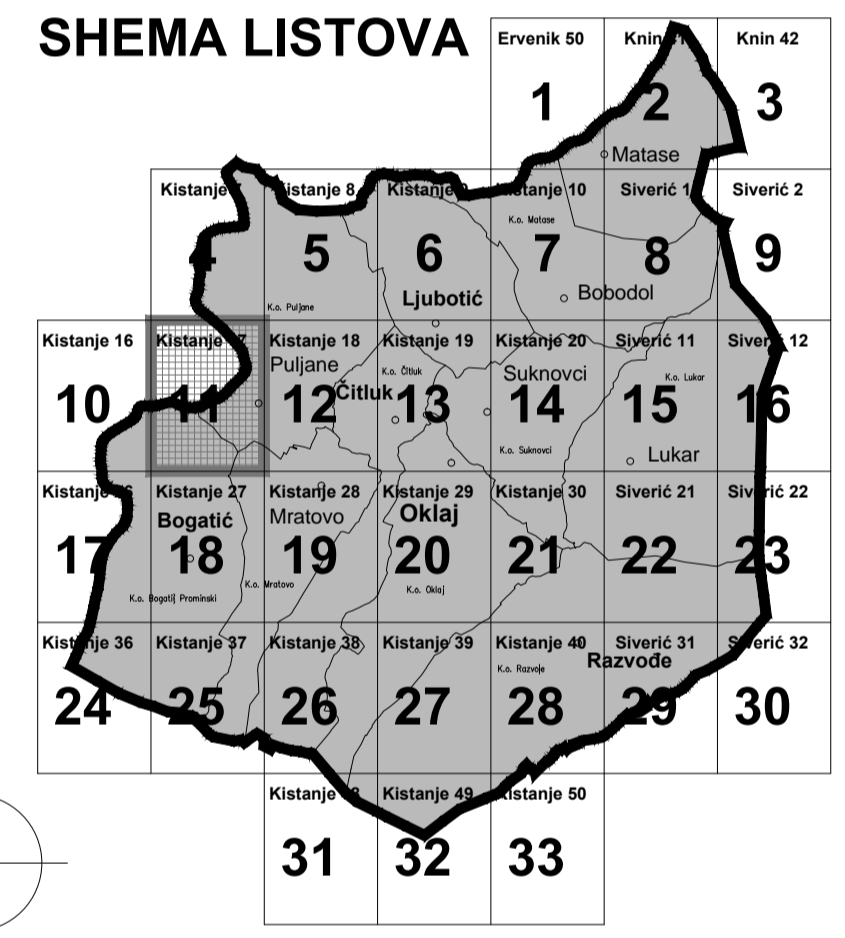 SHEMA LISTOVA
Ervenik 50
Knin 41
Knin 42
1
2
3
Matase
Kistanje 7
Kistanje 8
Kistanje 9
Kistanje 10
Siverić 1
Siverić 2
K.o. Matase
4
5
6
7
8
9
Bobodol
Ljubotić
K.o. Puljane
Kistanje 16
Kistanje 17
Kistanje 18
Kistanje 19
Kistanje 20
Siverić 11
Siverić 12
Puljane
K.o. Čitluk
Suknovci
K.o. Lukar
10
11
12
Čitluk
13
14
15
16
K.o. Suknovci
Lukar
Kistanje 26
Kistanje 27
Kistanje 28
Kistanje 29
Kistanje 30
Siverić 21
Siverić 22
Bogatić
Mratovo
Oklaj
17
18
19
20
21
22
23
K.o. Bogatić Prominski
K.o. Mratovo
K.o. Oklaj
Kistanje 36
Kistanje 37
Kistanje 38
Kistanje 39
Kistanje 40
Siverić 31
Siverić 32
K.o. Razvoje
Razvođe
24
25
26
27
28
29
30
Kistanje 48
Kistanje 49
Kistanje 50
31
32
33